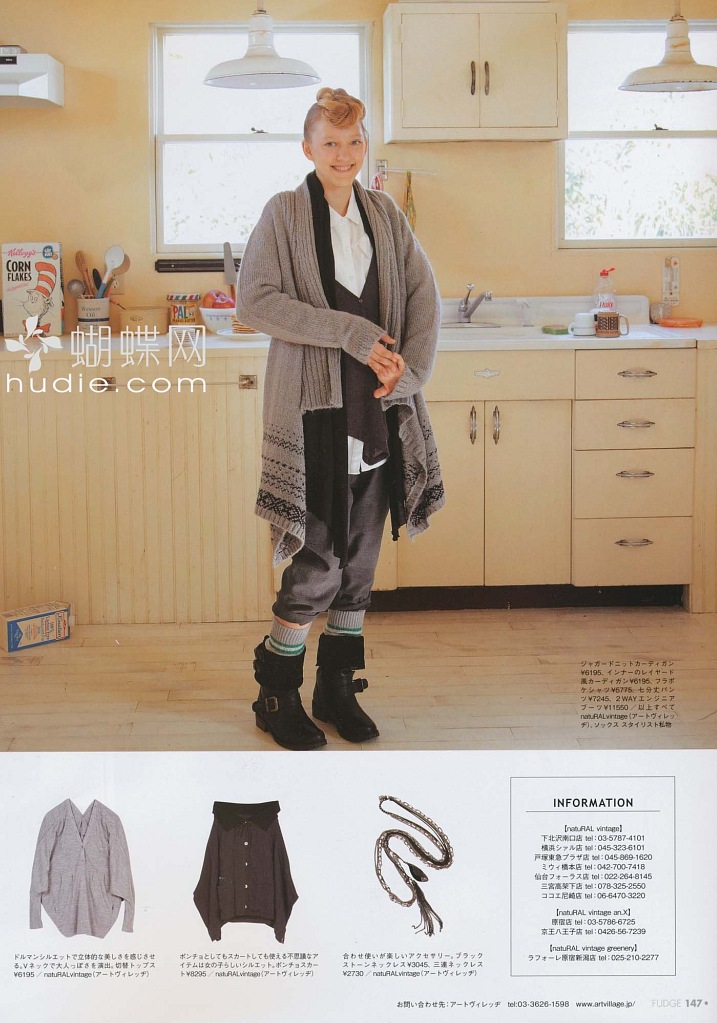 Kellogg's
CORN
FLAKES
PAL
蝴蝶网
hudie.com
ジャガードニットカーディガン
¥6195、インナーのレイヤード
風カーディガン¥6195、フラポ
ケシャツ¥5775、七分丈パン
ツ¥7245、2WAYエンジニア
ブーツ¥11550／以上すべて
natuRALvintage(アートヴィレッ
ヂ)、ソックス スタイリスト私物
ドルマンシルエットで立体的な美しさを感じさせ
る。Vネックで大人っぽさを演出。切替トップス
¥6195／natuRALvintage(アートヴィレッヂ)
ポンチョとしてもスカートしても使える不思議なア
イテムは女の子らしいシルエット。ポンチョスカー
ト¥8295／natuRALvintage(アートヴィレッヂ)
合わせ使いが楽しいアクセサリー。ブラック
ストーンネックレス¥3045、三連ネックレス
¥2730／natuRALvintage(アートヴィレッヂ)
INFORMATION
【natuRAL vintage】
下北沢南口店 tel：03-5787-4101
横浜シァル店 tel：045-323-6101
戸塚東急プラザ店 tel：045-869-1620
ミウィ橋本店 tel：042-700-7418
仙台フォーラス店 tel：022-264-8145
三宮高架下店 tel：078-325-2550
ココエ尼崎店 tel：06-6470-3220
【natuRAL vintage an.X】
原宿店 tel：03-5786-6725
京王八王子店 tel：0426-56-7239
【natuRAL vintage greenery】
ラフォーレ原宿新潟店 tel：025-210-2277
お問い合わせ先：アートヴィレッヂ tel:03-3626-1598 www.artvillage.jp/ FUDGE 147